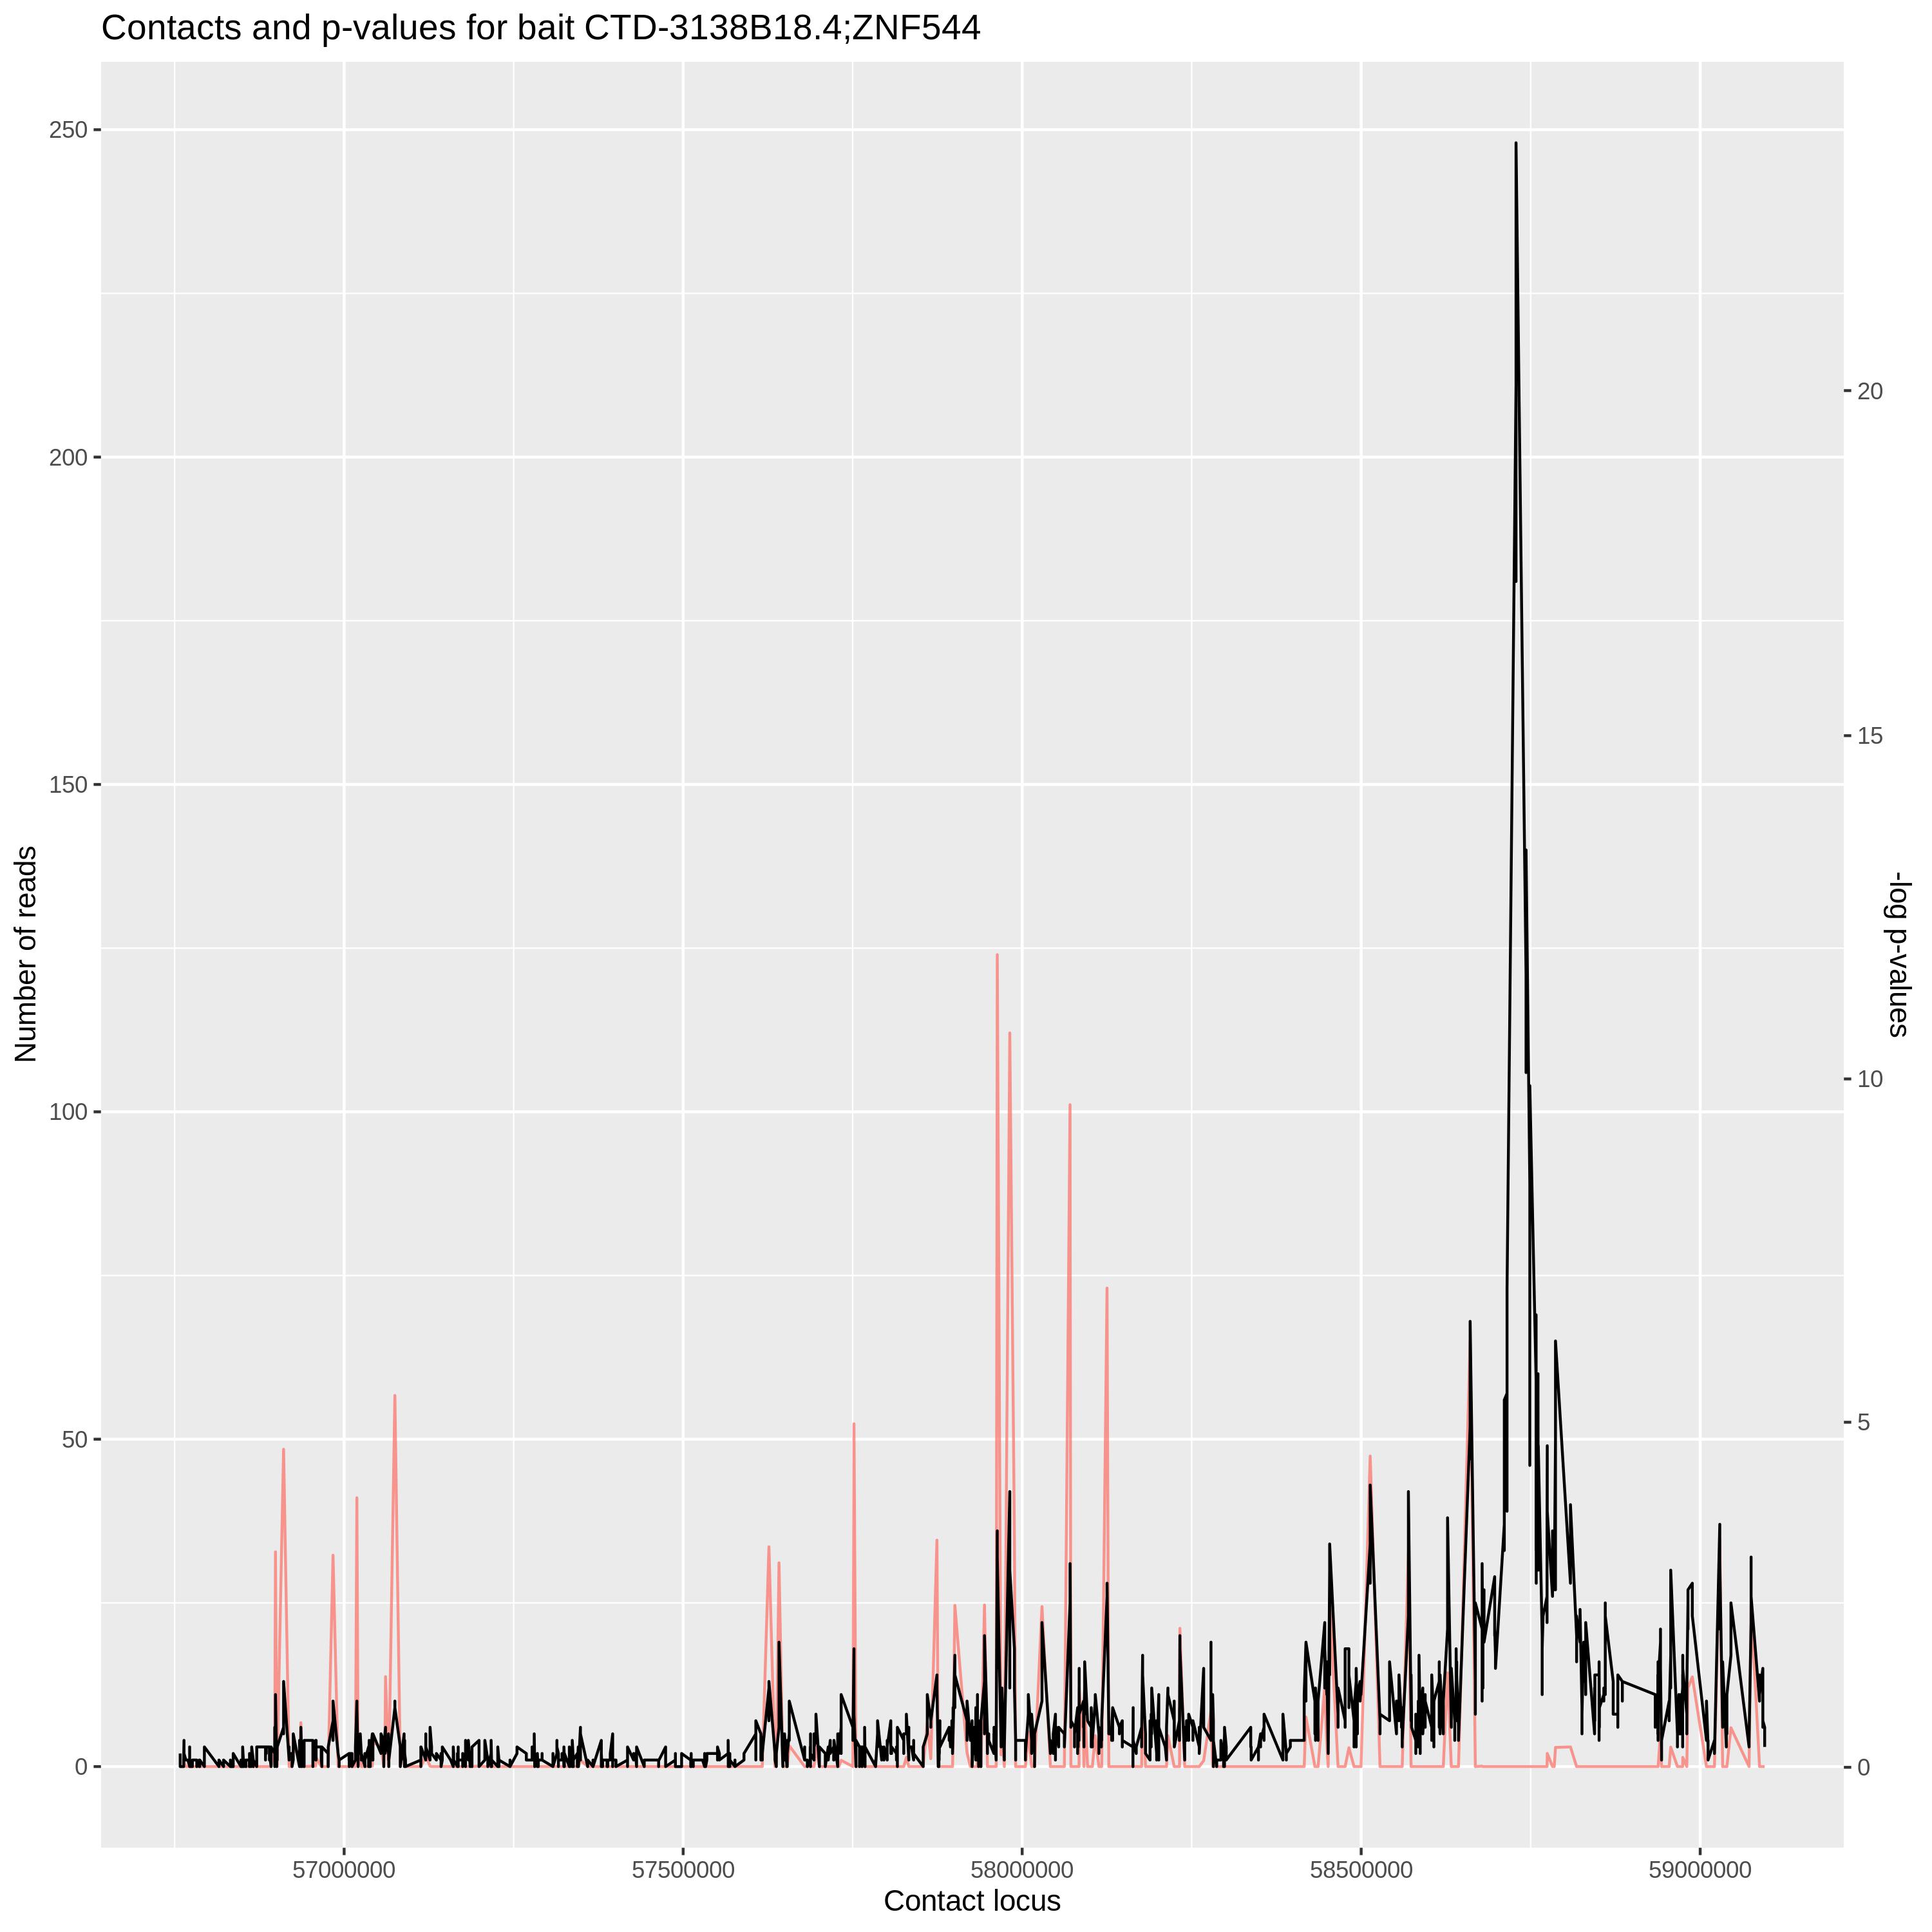 Contacts and p-values for bait CTD-3138B18.4;ZNF544
250
200
150
100
50
0
Number of reads
20
15
10
5
0
-log p-values
57000000 57500000 58000000 58500000 59000000
Contact locus